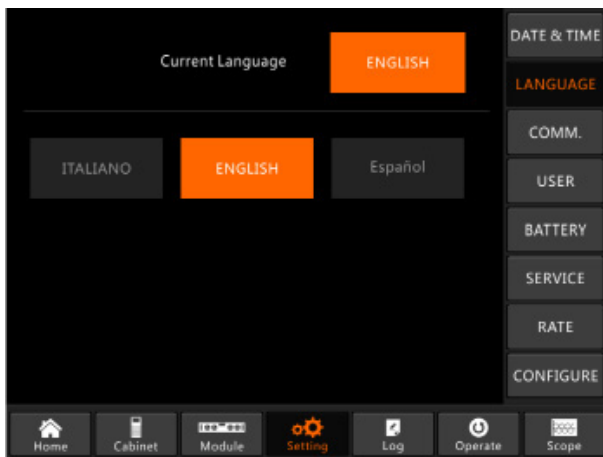 Current Language
ENGLISH
ITALIANO
ENGLISH
Español
DATE & TIME
LANGUAGE
COMM.
USER
BATTERY
SERVICE
RATE
CONFIGURE
Home
Cabinet
Module
Setting
Log
Operate
Scope